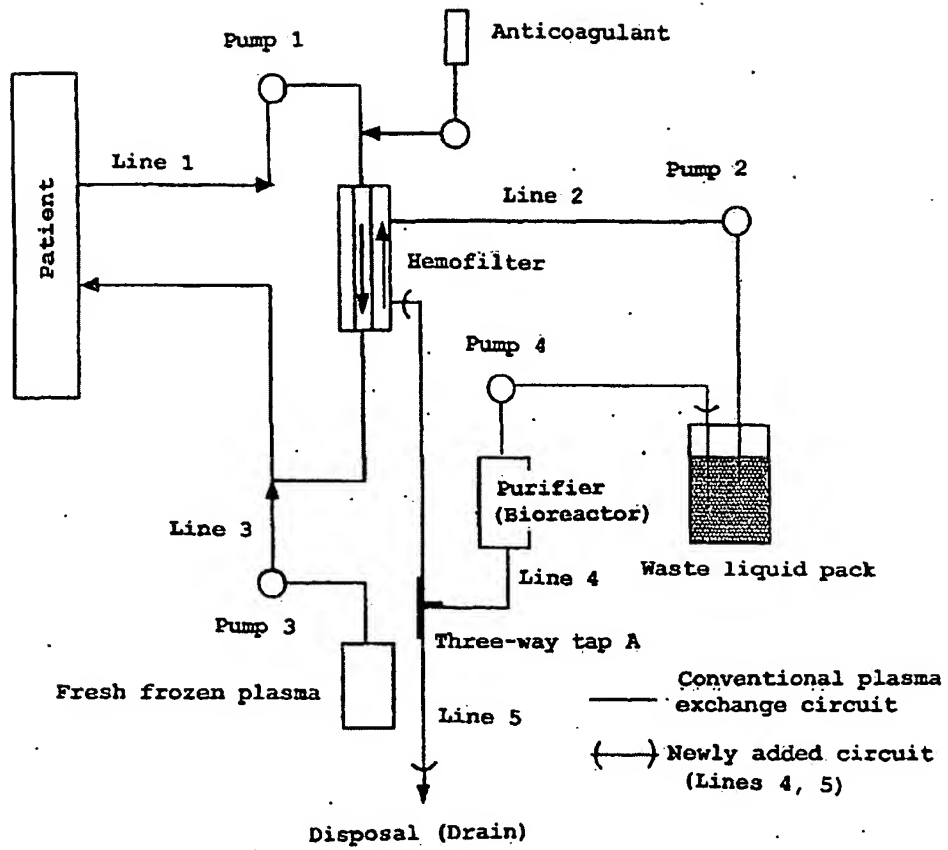 Pump 1
Anticoagulant
Line 1
Patient
Line 2
Pump 2
Hemofilter
Pump 4
Purifier
(Bioreactor)
Line 3
Line 4
Waste liquid pack
Pump 3
Three-way tap A
Fresh frozen plasma
Line 5
Conventional plasma
exchange circuit
Newly added circuit
(Lines 4, 5)
Disposal (Drain)